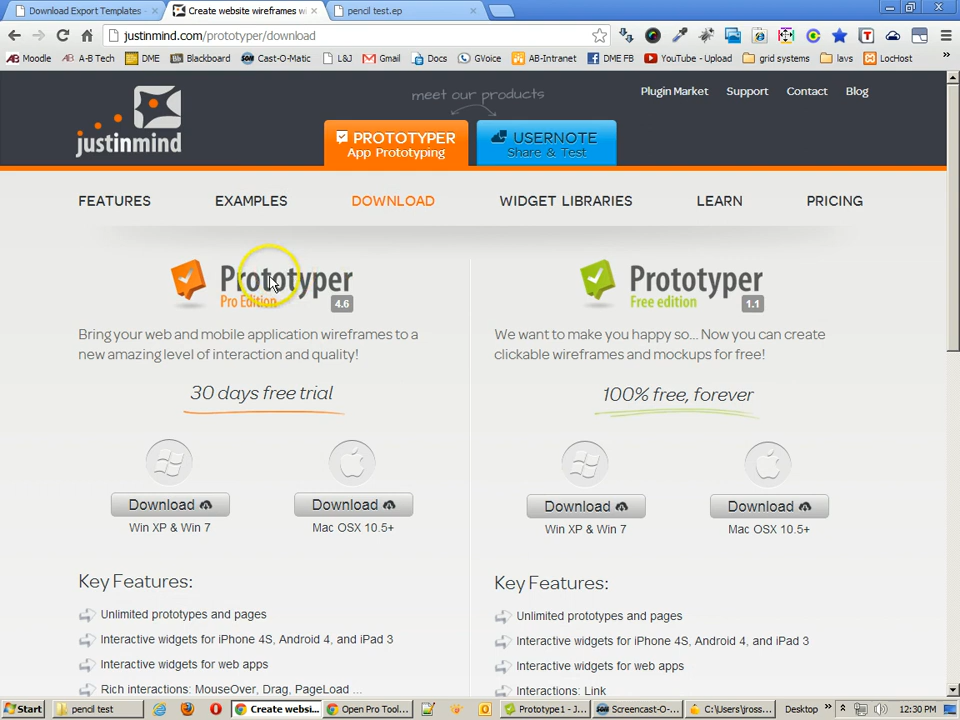 Download Export Templates -
Create website wireframes w
pencil test.ep
justinmind.com/prototyper/download
Moodle A-B Tech DME Blackboard Cast-O-Matic L&J Gmail Docs GVoice AB-Intranet DME FB YouTube - Upload grid systems lavs LocHost
meet our products
Plugin Market Support Contact Blog
justinmind
PROTOTYPER
App Prototyping
USERNOTE
Share & Test
FEATURES EXAMPLES DOWNLOAD WIDGET LIBRARIES LEARN PRICING
Prototyper
Pro Edition
4.6
Bring your web and mobile application wireframes to a
new amazing level of interaction and quality!
30 days free trial
Download
Win XP & Win 7
Download
Mac OSX 10.5+
Key Features:
Unlimited prototypes and pages
Interactive widgets for iPhone 4S, Android 4, and iPad 3
Interactive widgets for web apps
Rich interactions: MouseOver, Drag, PageLoad ...
Prototyper
Free edition
1.1
We want to make you happy so... Now you can create
clickable wireframes and mockups for free!
100% free, forever
Download
Win XP & Win 7
Download
Mac OSX 10.5+
Key Features:
Unlimited prototypes and pages
Interactive widgets for iPhone 4S, Android 4, and iPad 3
Interactive widgets for web apps
Interactions: Link
Start pencil test Create websi... Open Pro Tool... Prototype1 - J... Screencast-O-... C:\Users\jross... Desktop 12:30 PM